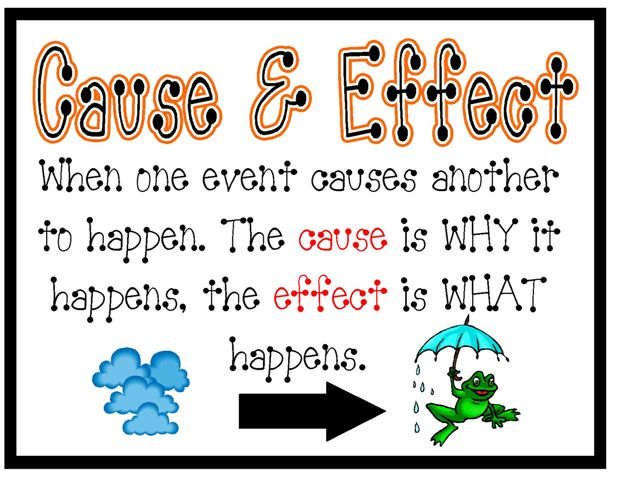 Cause & Effect
When one event causes another
to happen. The cause is WHY it
happens, the effect is WHAT
happens.